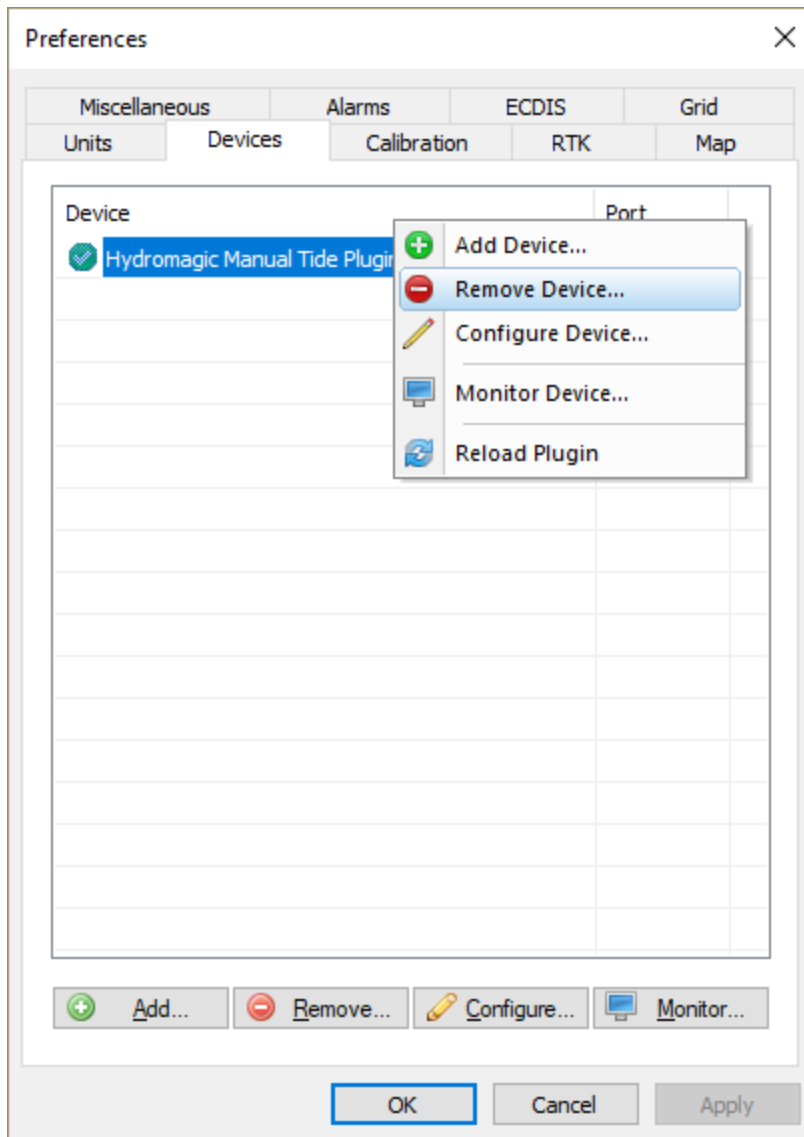 Preferences
Miscellaneous Alarms ECDIS Grid
Units Devices Calibration RTK Map
Device Port
Hydromagic Manual Tide Plugin
Add Device...
Remove Device...
Configure Device...
Monitor Device...
Reload Plugin
Add... Remove... Configure... Monitor...
OK Cancel Apply